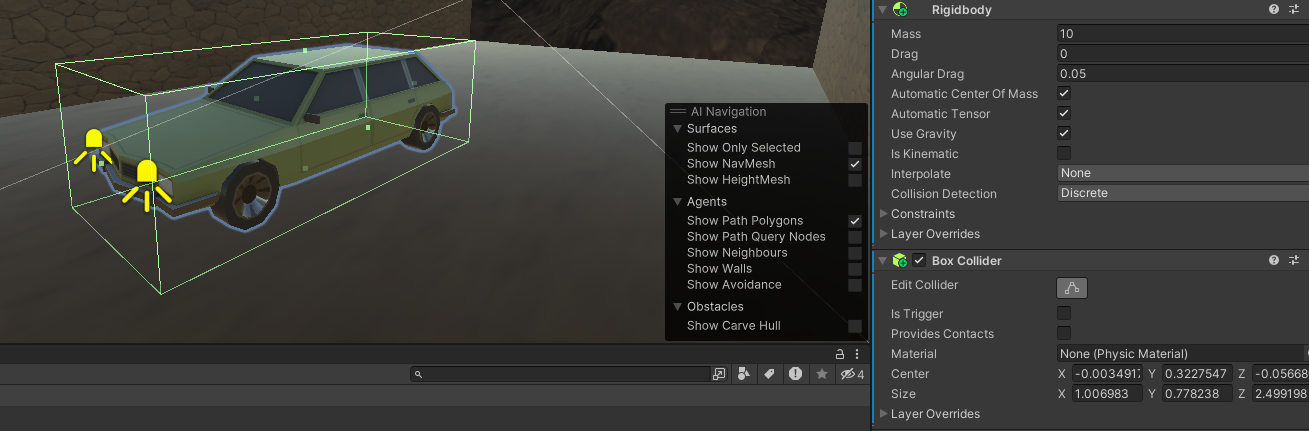 Rigidbody
Mass 10
Drag 0
Angular Drag 0.05
Automatic Center Of Mass
Automatic Tensor
Use Gravity
Is Kinematic
Interpolate None
Collision Detection Discrete
Constraints
Layer Overrides
Box Collider
Edit Collider
Is Trigger
Provides Contacts
Material None (Physic Material)
Center X -0.0034917 Y 0.3227547 Z -0.05668
Size X 1.006983 Y 0.778238 Z 2.499198
Layer Overrides
AI Navigation
Surfaces
Show Only Selected
Show NavMesh
Show HeightMesh
Agents
Show Path Polygons
Show Path Query Nodes
Show Neighbours
Show Walls
Show Avoidance
Obstacles
Show Carve Hull
4